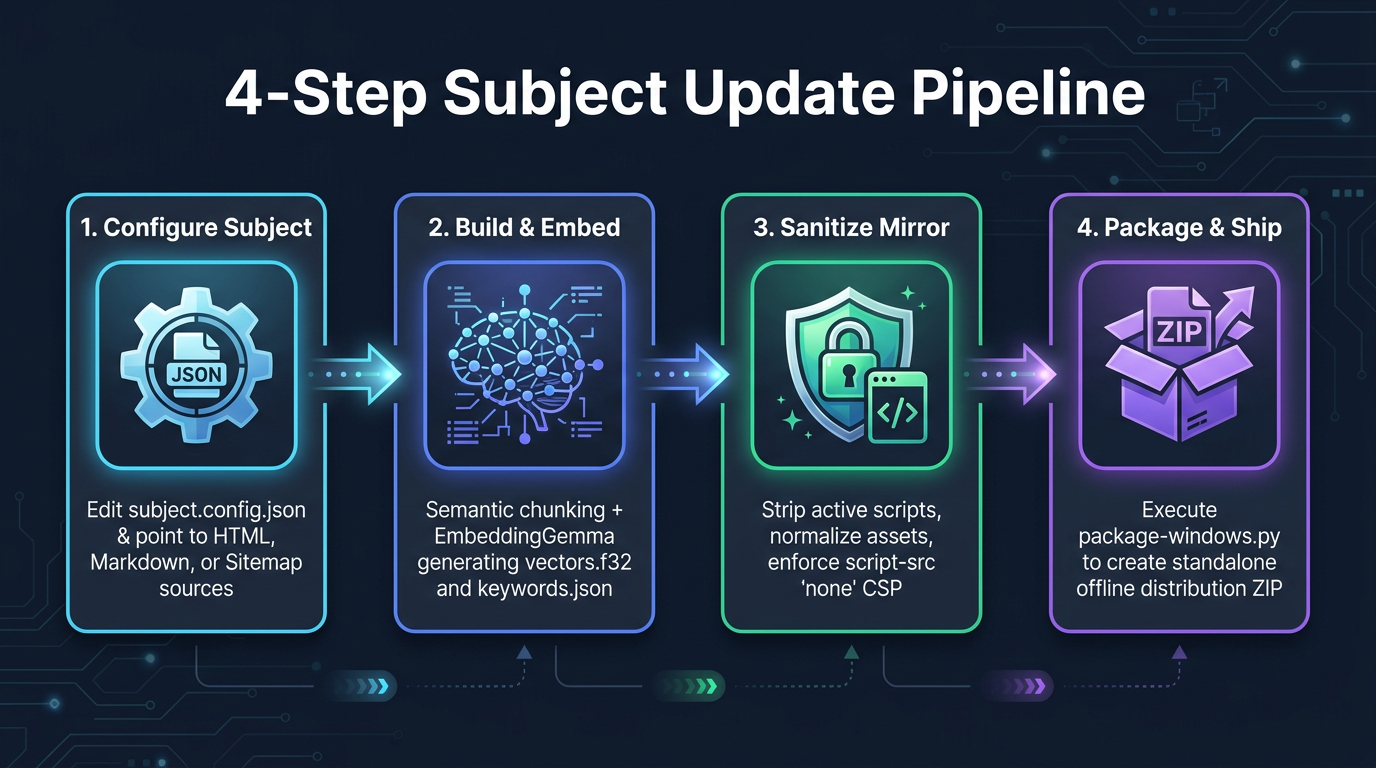 4-Step Subject Update Pipeline
1. Configure Subject
JSON
Edit subject.config.json
& point to HTML,
Markdown, or Sitemap
sources
2. Build & Embed
Semantic chunking +
EmbeddingGemma
generating vectors.f32
and keywords.json
3. Sanitize Mirror
</>
Strip active scripts,
normalize assets,
enforce script-src
'none' CSP
4. Package & Ship
ZIP
Execute
package-windows.py
to create standalone
offline distribution ZIP